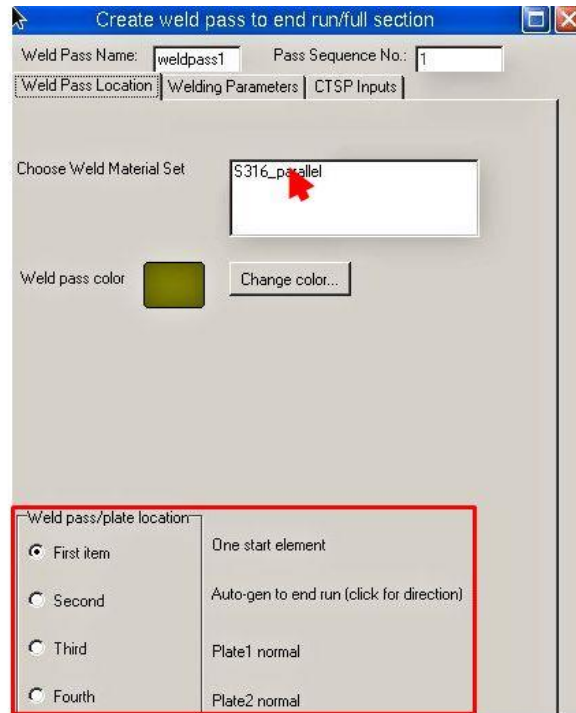 Create weld pass to end run/full section
Weld Pass Name: weldpass1 Pass Sequence No.: 1
Weld Pass Location Welding Parameters CTSP Inputs
Choose Weld Material Set S316_parallel
Weld pass color Change color...
Weld pass/plate location
First item One start element
Second Auto-gen to end run (click for direction)
Third Plate1 normal
Fourth Plate2 normal